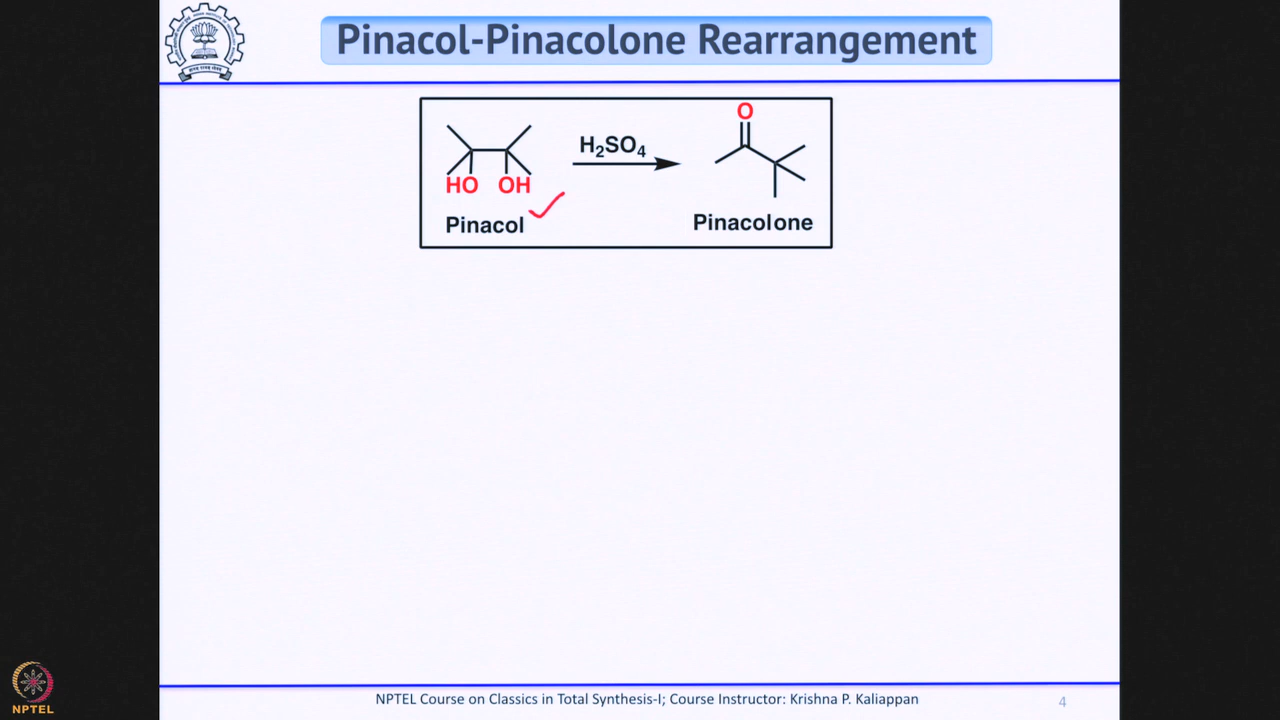 Pinacol-Pinacolone Rearrangement
H₂SO₄
O
HO OH
Pinacol
Pinacolone
NPTEL Course on Classics in Total Synthesis-I; Course Instructor: Krishna P. Kaliappan
4
NPTEL